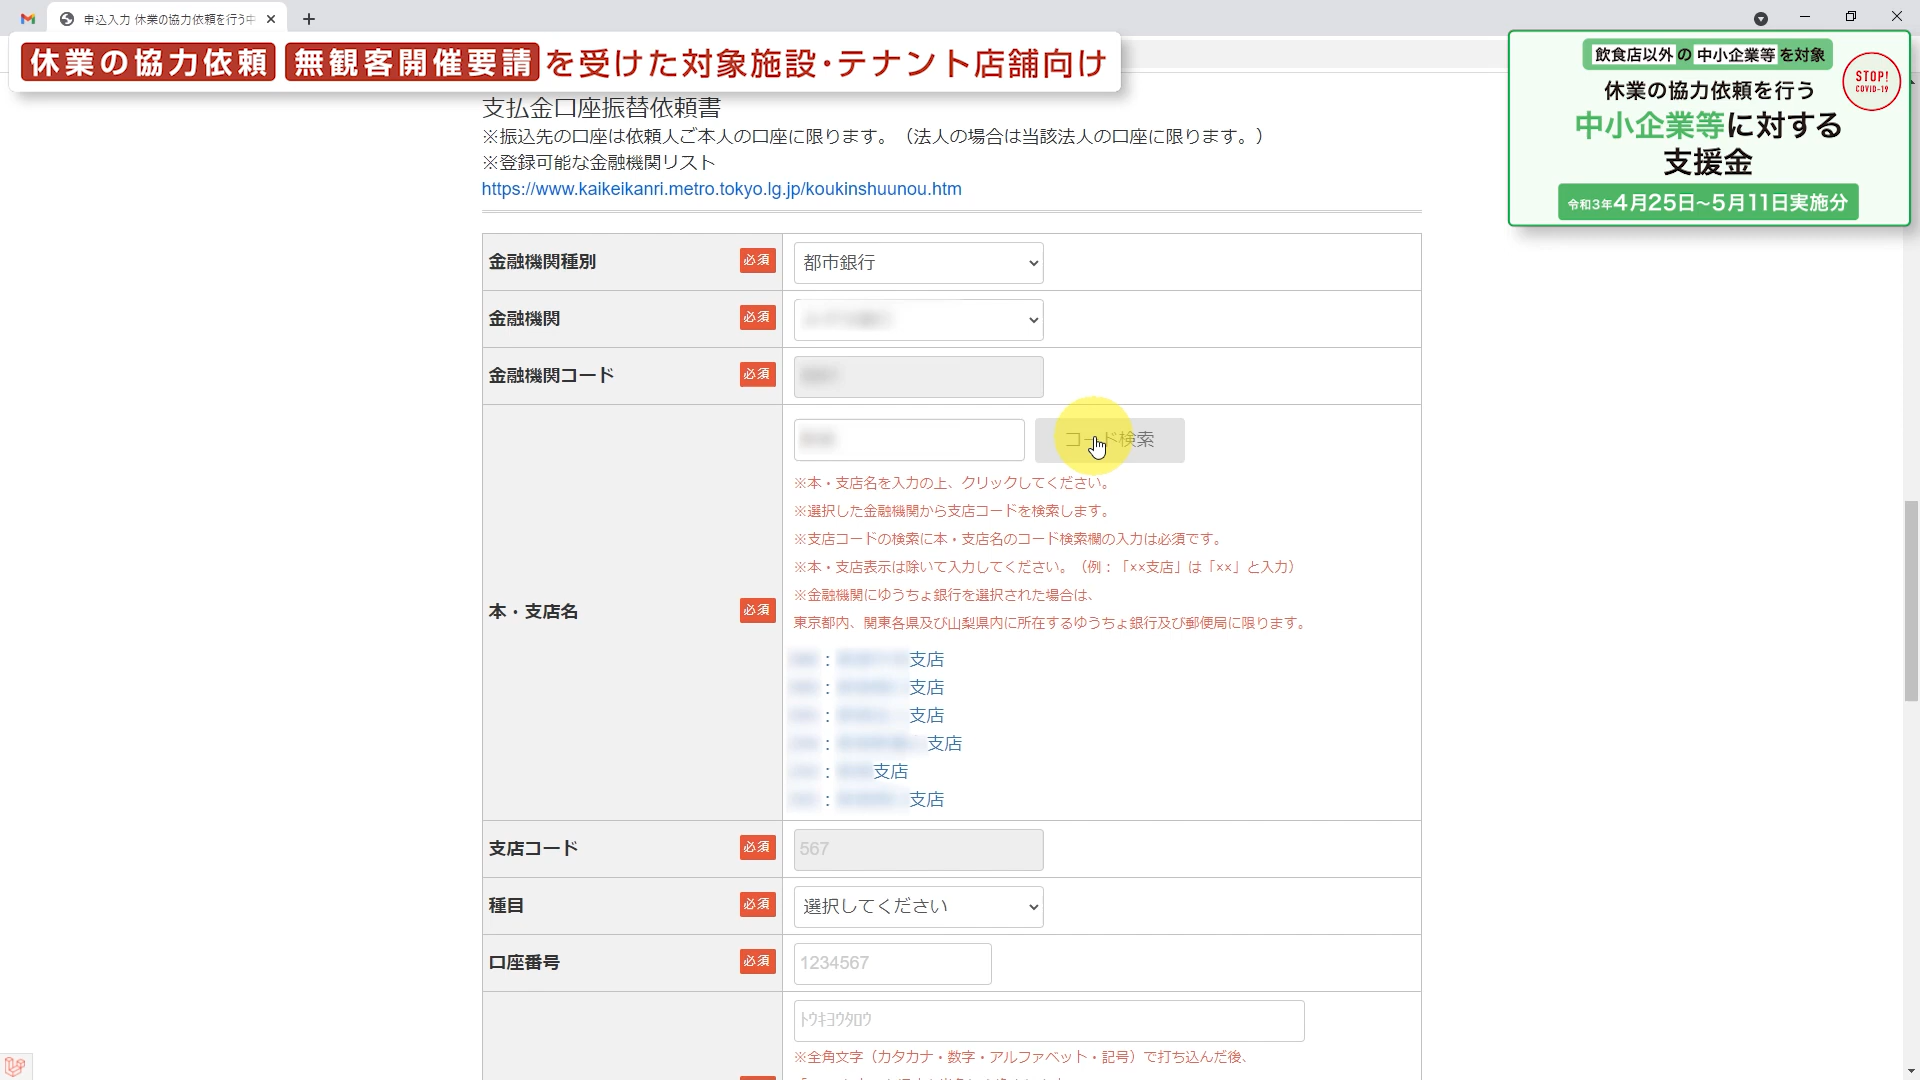 申込入力 休業の協力依頼を行う中
休業の協力依頼 無観客開催要請 を受けた対象施設・テナント店舗向け
飲食店以外の中小企業等を対象
休業の協力依頼を行う
中小企業等に対する
支援金
令和3年4月25日～5月11日実施分
STOP!
COVID-19
支払金口座振替依頼書
※振込先の口座は依頼人ご本人の口座に限ります。（法人の場合は当該法人の口座に限ります。）
※登録可能な金融機関リスト
https://www.kaikeikanri.metro.tokyo.lg.jp/koukinshuunou.htm
金融機関種別 必須 都市銀行
金融機関 必須
金融機関コード 必須
コード検索
※本・支店名を入力の上、クリックしてください。
※選択した金融機関から支店コードを検索します。
※支店コードの検索に本・支店名のコード検索欄の入力は必須です。
※本・支店表示は除いて入力してください。（例：「××支店」は「××」と入力）
※金融機関にゆうちょ銀行を選択された場合は、
本・支店名 必須
東京都内、関東各県及び山梨県内に所在するゆうちょ銀行及び郵便局に限ります。
：支店
：支店
：支店
：支店
：支店
：支店
支店コード 必須 567
種目 必須 選択してください
口座番号 必須 1234567
ﾄｳｷﾖｳﾀﾛｳ
※全角文字（カタカナ・数字・アルファベット・記号）で打ち込んだ後、